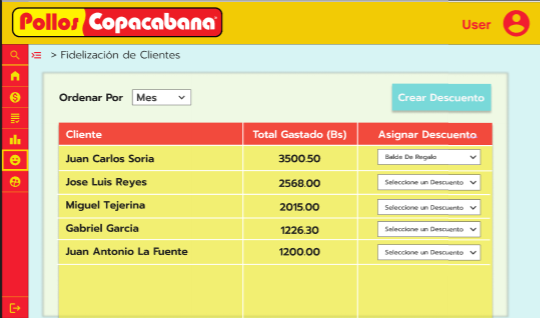 Pollos Copacabana
User
> Fidelización de Clientes
Ordenar Por Mes Crear Descuento
Cliente Total Gastado (Bs) Asignar Descuento
Juan Carlos Soria 3500.50 Balde De Regalo
Jose Luis Reyes 2568.00 Seleccione un Descuento
Miguel Tejerina 2015.00 Seleccione un Descuento
Gabriel Garcia 1226.30 Seleccione un Descuento
Juan Antonio La Fuente 1200.00 Seleccione un Descuento